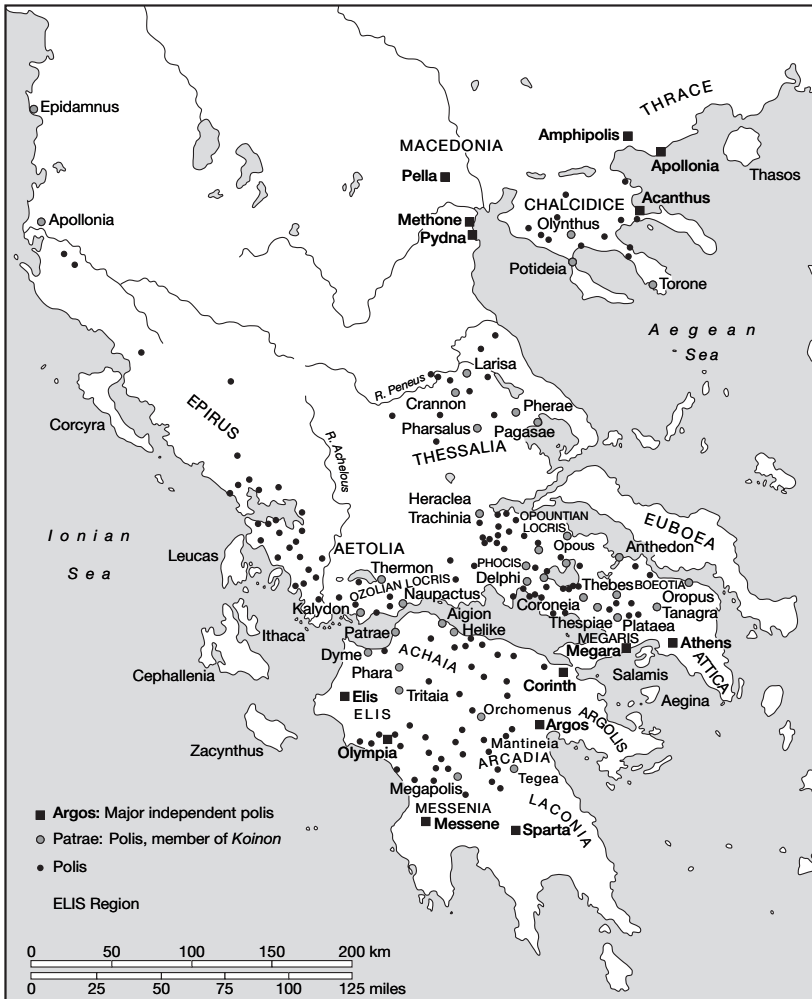 THRACE
Epidamnus
Amphipolis
MACEDONIA
Apollonia
Thasos
Pella
Acanthus
CHALCIDICE
Apollonia
Methone
Olynthus
Pydna
Potideia
Torone
Aegean
Sea
Larisa
R. Peneus
Crannon
Pherae
EPIRUS
Corcyra
Pharsalus
Pagasae
R. Achelous
THESSALIA
Heraclea
Trachinia
OPOUNTIAN
LOCRIS
EUBOEA
Ionian
Sea
Opous
Anthedon
Leucas
AETOLIA
PHOCIS
Thermon
Delphi
Thebes
BOEOTIA
OZOLIAN LOCRIS
Naupactus
Oropus
Kalydon
Coroneia
Tanagra
Aigion
Thespiae
Plataea
Ithaca
Patrae
Helike
MEGARIS
Athens
Megara
Dyme
ACHAIA
Cephallenia
Phara
Salamis
ATTICA
Corinth
Elis
Tritaia
Aegina
Orchomenus
ELIS
ARGOLIS
Argos
Zacynthus
Olympia
Mantineia
ARCADIA
Tegea
Megapolis
MESSENIA
LACONIA
Messene
Sparta
Argos: Major independent polis
Patrae: Polis, member of Koinon
Polis
ELIS Region
0 50 100 150 200 km
0 25 50 75 100 125 miles